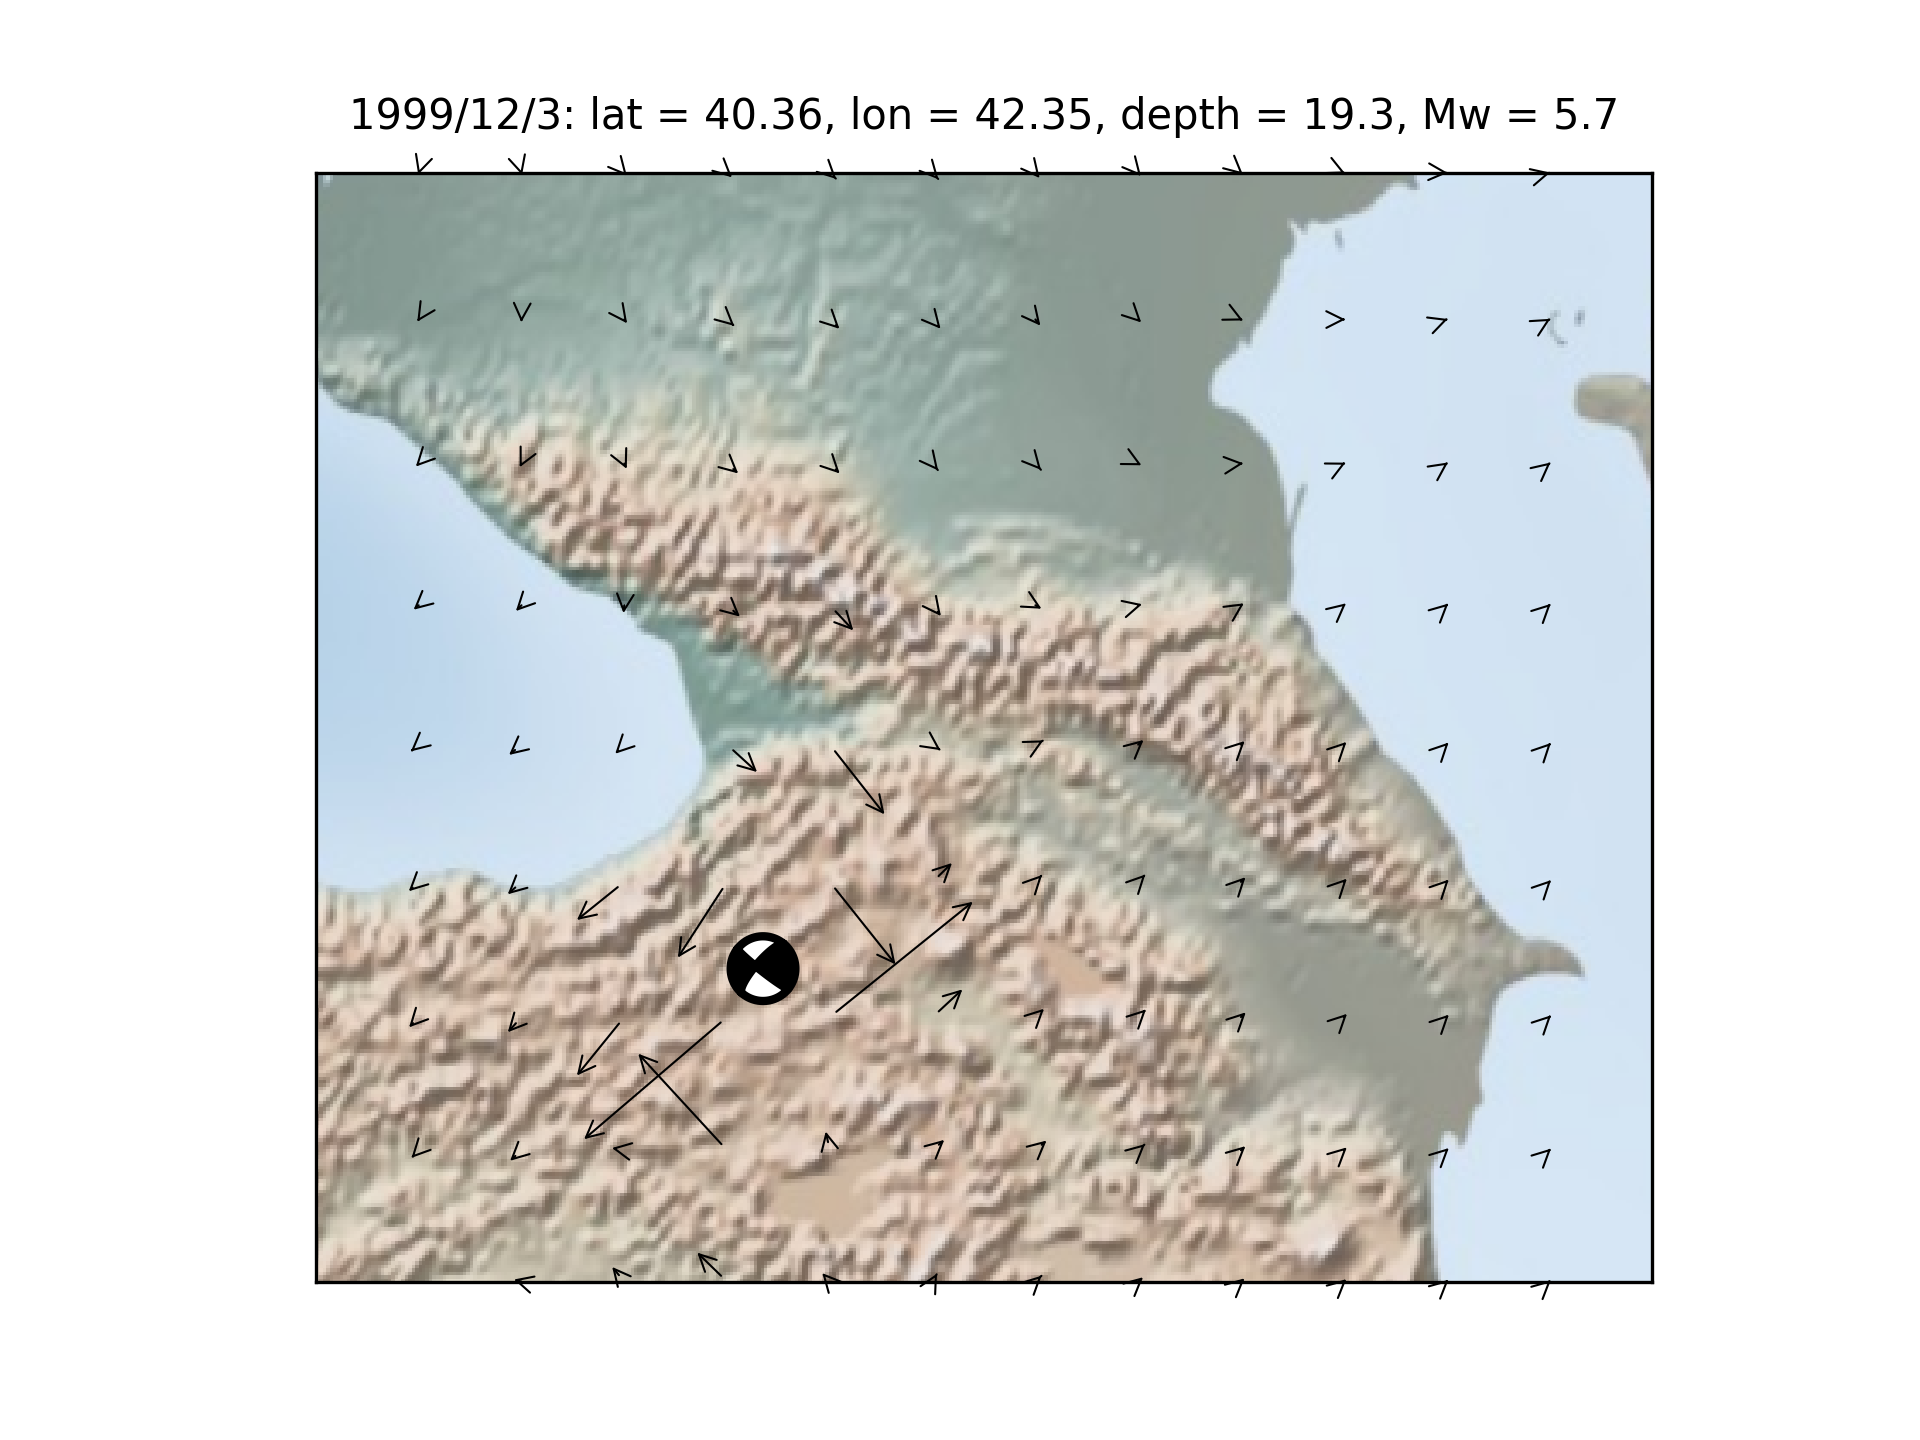 1999/12/3: lat = 40.36, lon = 42.35, depth = 19.3, Mw = 5.7